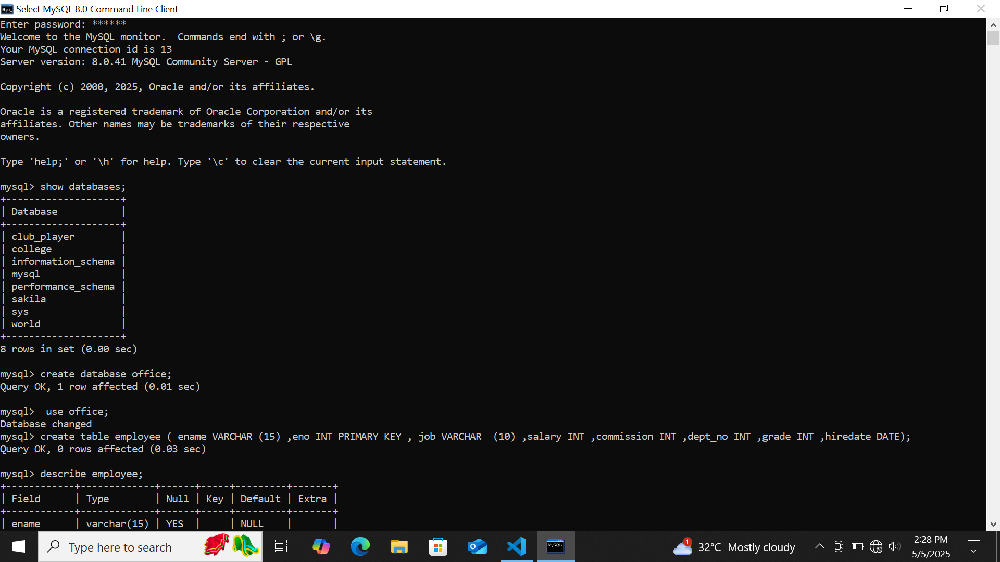 Select MySQL 8.0 Command Line Client
Enter password: ******
Welcome to the MySQL monitor.  Commands end with ; or \g.
Your MySQL connection id is 13
Server version: 8.0.41 MySQL Community Server - GPL
Copyright (c) 2000, 2025, Oracle and/or its affiliates.
Oracle is a registered trademark of Oracle Corporation and/or its
affiliates. Other names may be trademarks of their respective
owners.
Type 'help;' or '\h' for help. Type '\c' to clear the current input statement.
mysql> show databases;
+--------------------+
| Database           |
+--------------------+
| club_player        |
| college            |
| information_schema |
| mysql              |
| performance_schema |
| sakila             |
| sys                |
| world              |
+--------------------+
8 rows in set (0.00 sec)
mysql> create database office;
Query OK, 1 row affected (0.01 sec)
mysql>  use office;
Database changed
mysql> create table employee ( ename VARCHAR (15) ,eno INT PRIMARY KEY , job VARCHAR  (10) ,salary INT ,commission INT ,dept_no INT ,grade INT ,hiredate DATE);
Query OK, 0 rows affected (0.03 sec)
mysql> describe employee;
+------------+-------------+------+-----+---------+-------+
| Field      | Type        | Null | Key | Default | Extra |
+------------+-------------+------+-----+---------+-------+
| ename      | varchar(15) | YES  |     | NULL    |       |
Type here to search
MySQL>
1
32°C Mostly cloudy
2:28 PM
5/5/2025